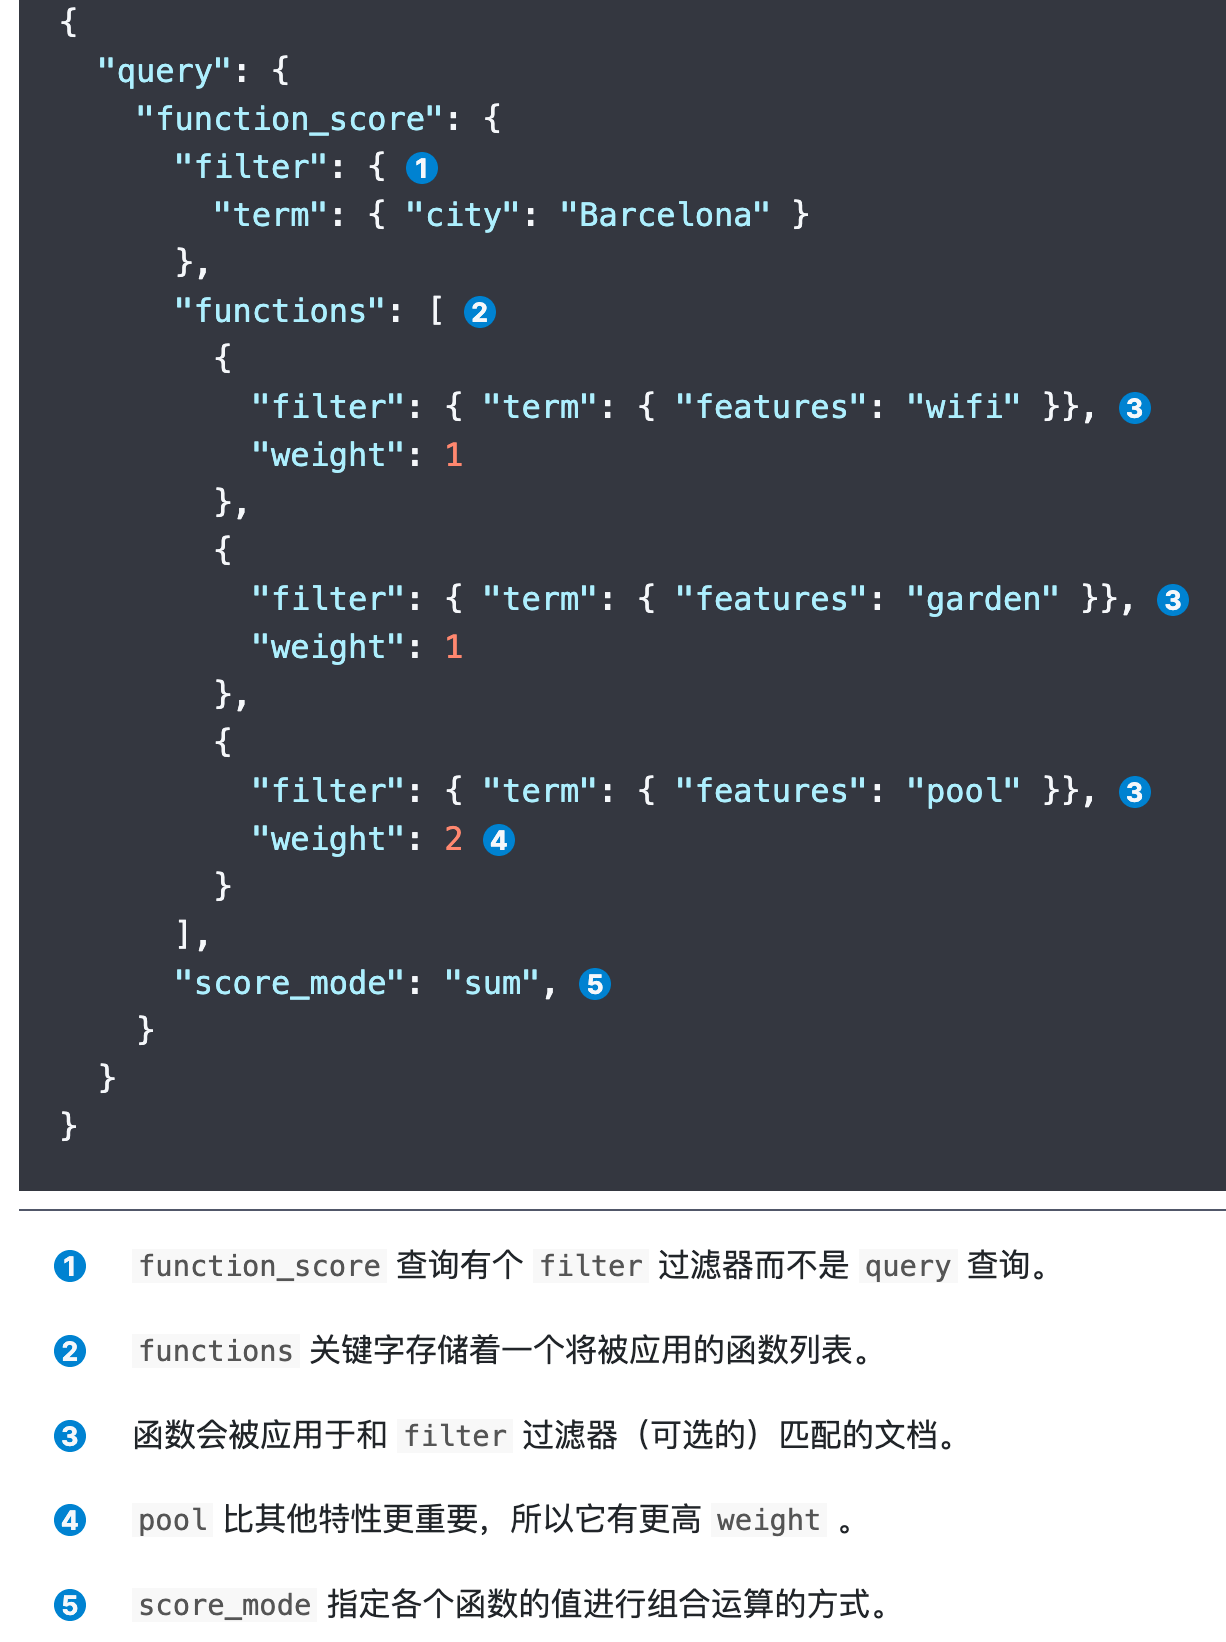 {
  "query": {
    "function_score": {
      "filter": { 1
        "term": { "city": "Barcelona" }
      },
      "functions": [ 2
        {
          "filter": { "term": { "features": "wifi" }}, 3
          "weight": 1
        },
        {
          "filter": { "term": { "features": "garden" }}, 3
          "weight": 1
        },
        {
          "filter": { "term": { "features": "pool" }}, 3
          "weight": 2 4
        }
      ],
      "score_mode": "sum", 5
    }
  }
}
1 function_score 查询有个 filter 过滤器而不是 query 查询。
2 functions 关键字存储着一个将被应用的函数列表。
3 函数会被应用于和 filter 过滤器（可选的）匹配的文档。
4 pool 比其他特性更重要，所以它有更高 weight 。
5 score_mode 指定各个函数的值进行组合运算的方式。